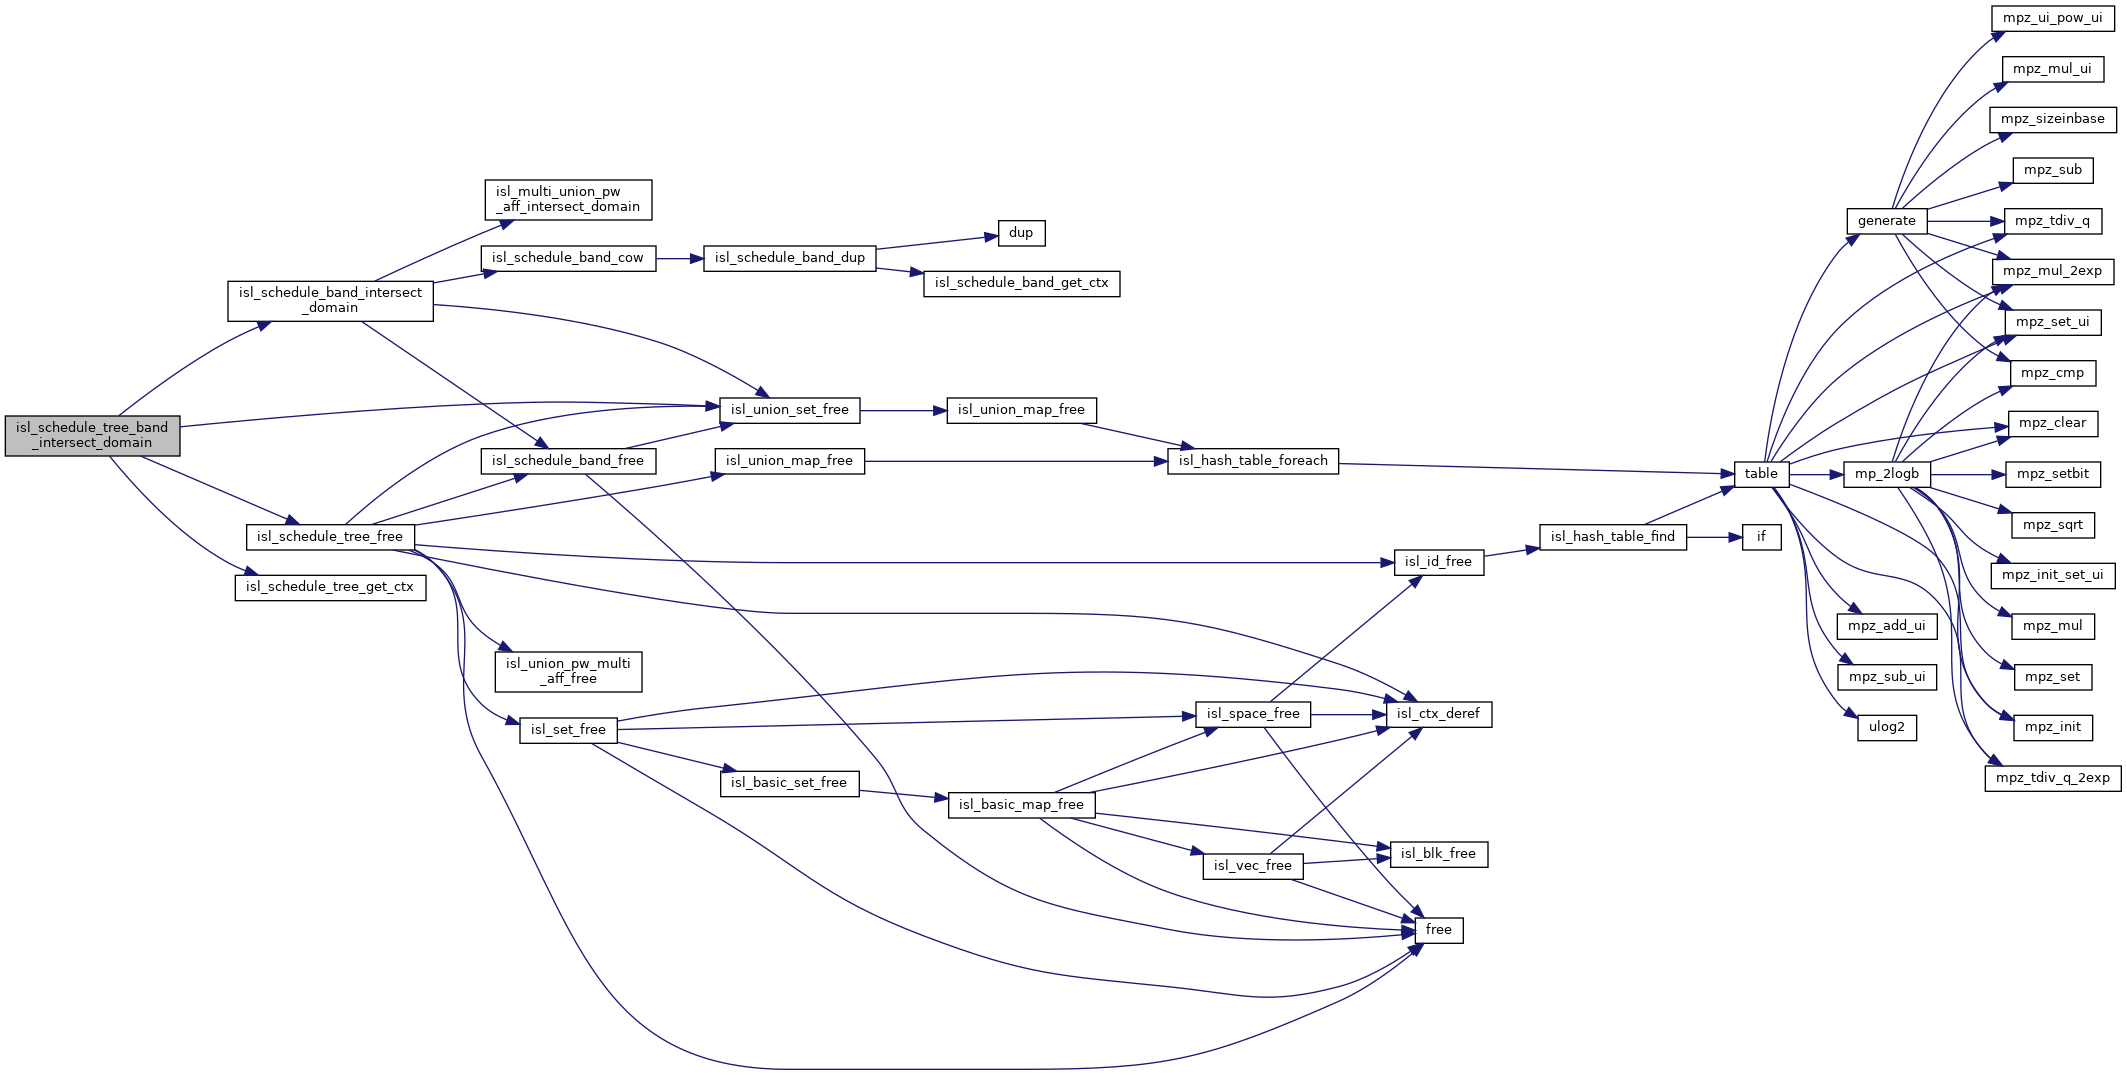 isl_schedule_tree_band
_intersect_domain
isl_schedule_band_intersect
_domain
isl_schedule_tree_free
isl_schedule_tree_get_ctx
isl_multi_union_pw
_aff_intersect_domain
isl_schedule_band_cow
isl_schedule_band_free
isl_union_pw_multi
_aff_free
isl_set_free
isl_schedule_band_dup
isl_union_set_free
isl_union_map_free
isl_basic_set_free
dup
isl_schedule_band_get_ctx
isl_union_map_free
isl_basic_map_free
isl_hash_table_foreach
isl_space_free
isl_vec_free
isl_id_free
isl_ctx_deref
isl_blk_free
free
isl_hash_table_find
table
if
generate
mp_2logb
mpz_add_ui
mpz_sub_ui
ulog2
mpz_ui_pow_ui
mpz_mul_ui
mpz_sizeinbase
mpz_sub
mpz_tdiv_q
mpz_mul_2exp
mpz_set_ui
mpz_cmp
mpz_clear
mpz_setbit
mpz_sqrt
mpz_init_set_ui
mpz_mul
mpz_set
mpz_init
mpz_tdiv_q_2exp